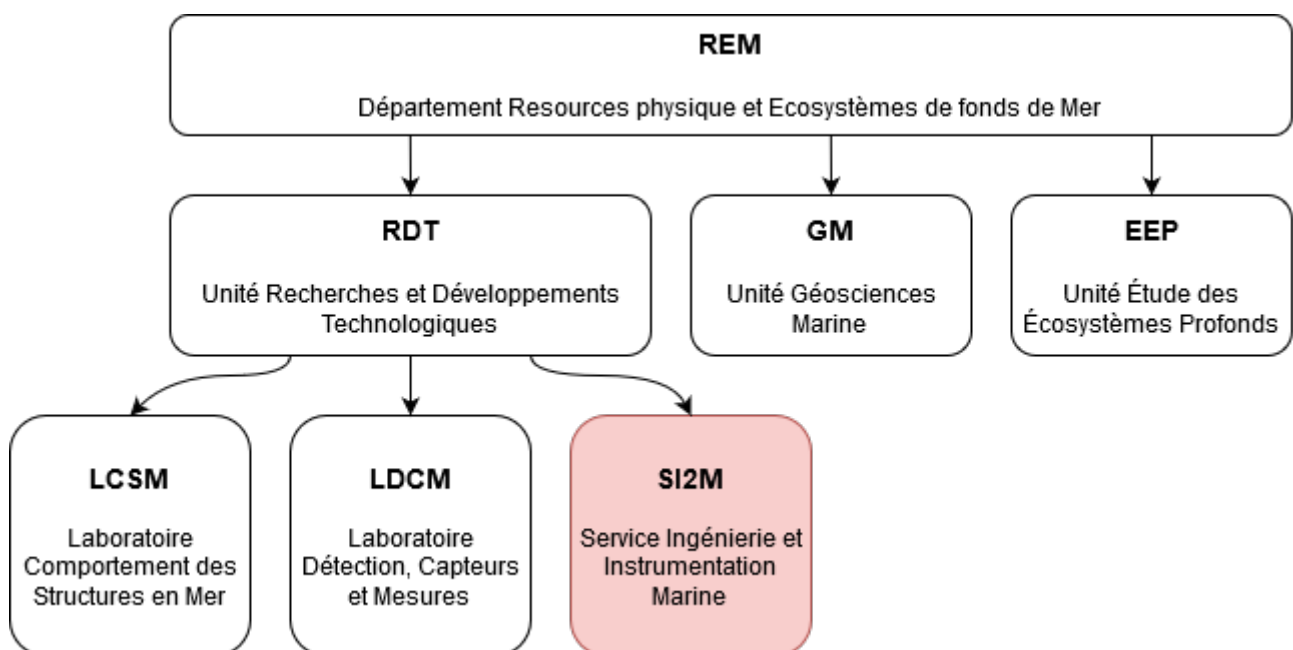 REM
Département Resources physique et Ecosystèmes de fonds de Mer
RDT
Unité Recherches et Développements
Technologiques
GM
Unité Géosciences
Marine
EEP
Unité Étude des
Écosystèmes Profonds
LCSM
Laboratoire
Comportement des
Structures en Mer
LDCM
Laboratoire
Détection, Capteurs
et Mesures
SI2M
Service Ingénierie et
Instrumentation
Marine